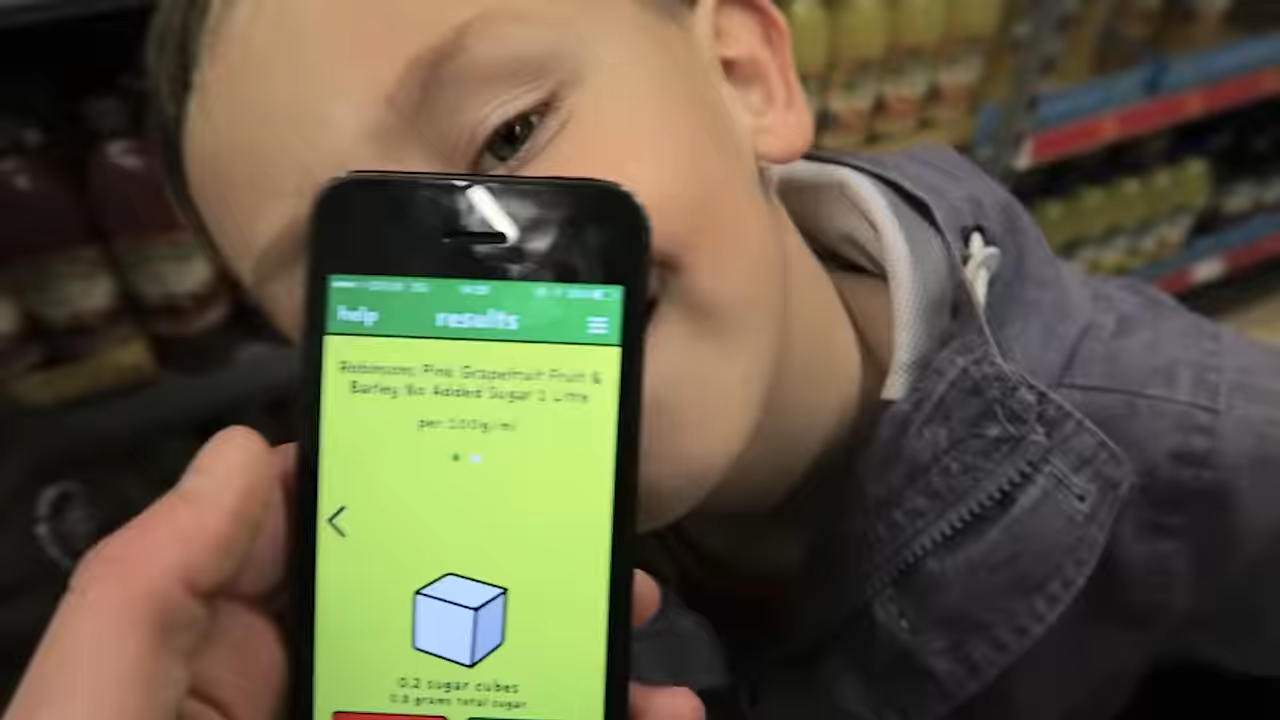 help results
Robinsons Pink Grapefruit Fruit &
Barley No Added Sugar 1 Litre
per 100g/ml
0.2 sugar cubes
0.8 grams total sugar